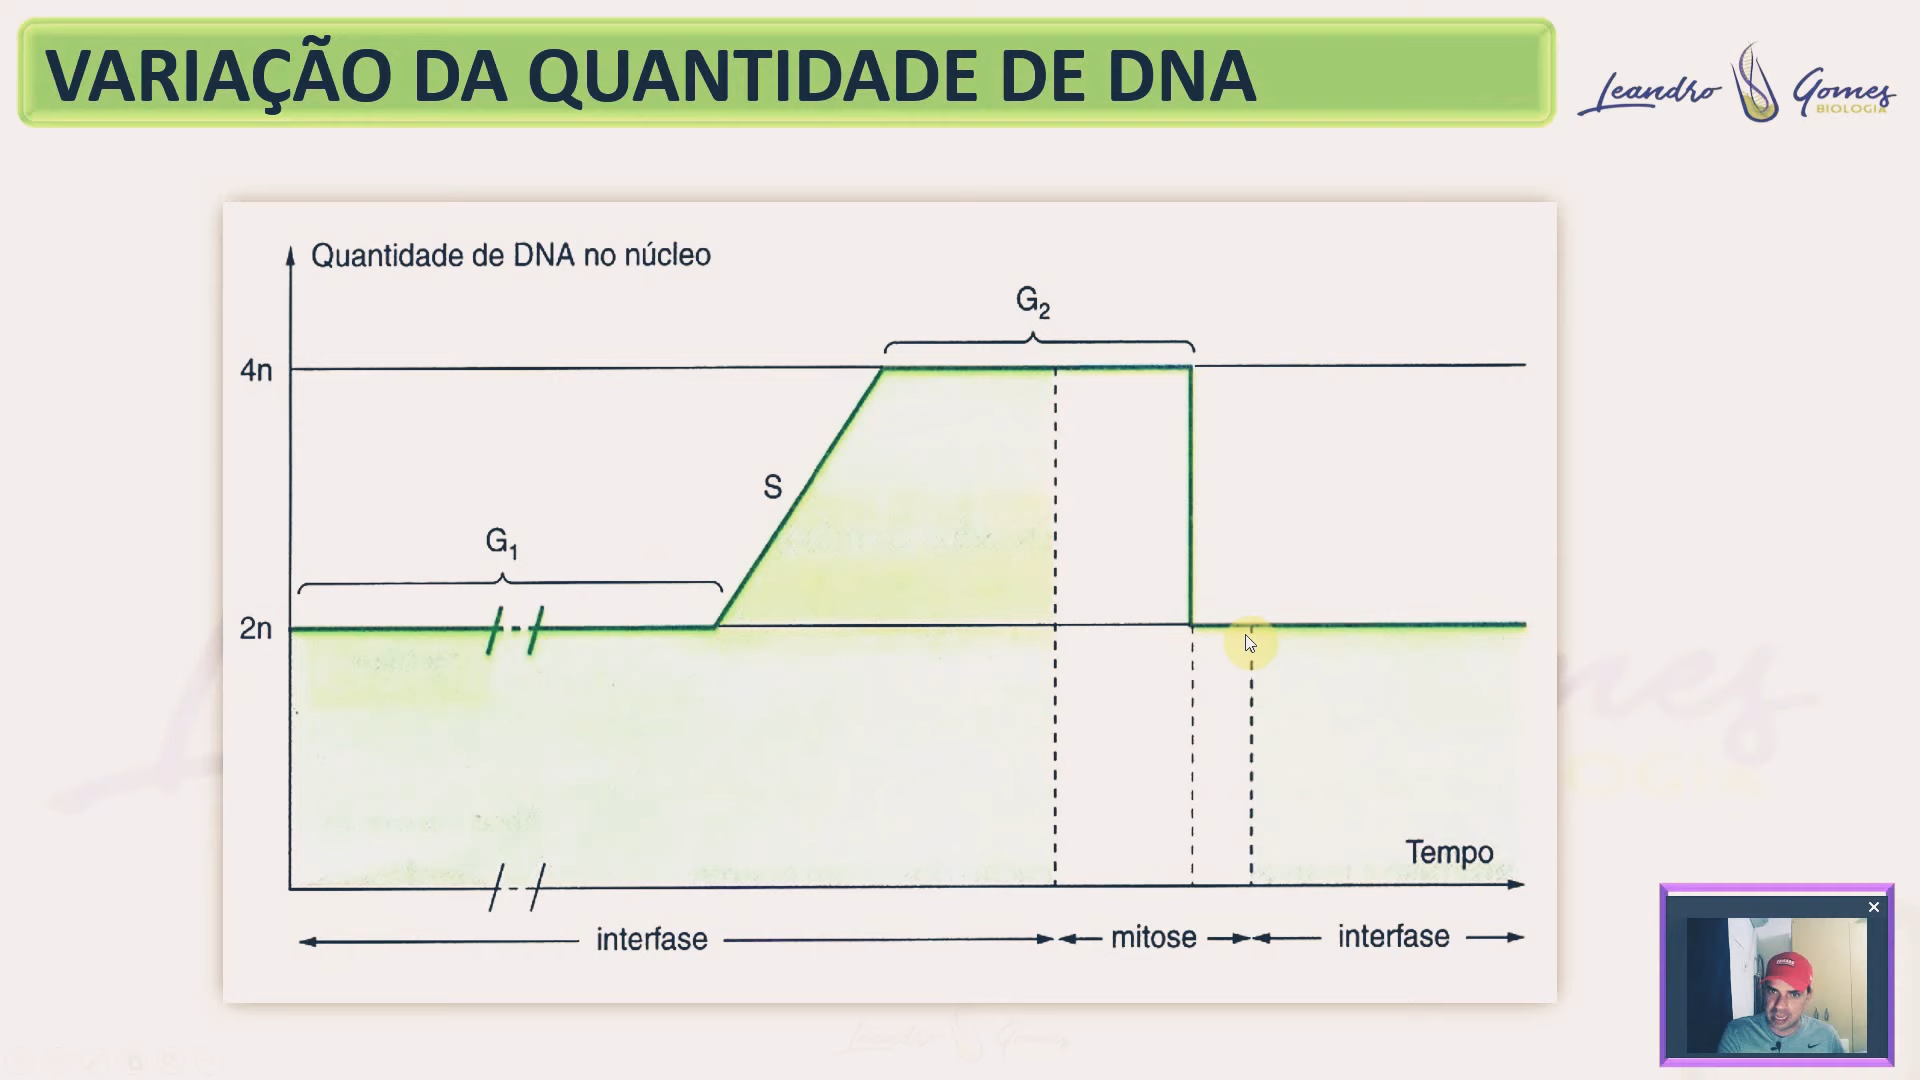 VARIAÇÃO DA QUANTIDADE DE DNA
Leandro Gomes
BIOLOGIA
Quantidade de DNA no núcleo
G2
4n
S
G1
2n
Tempo
interfase
mitose
interfase